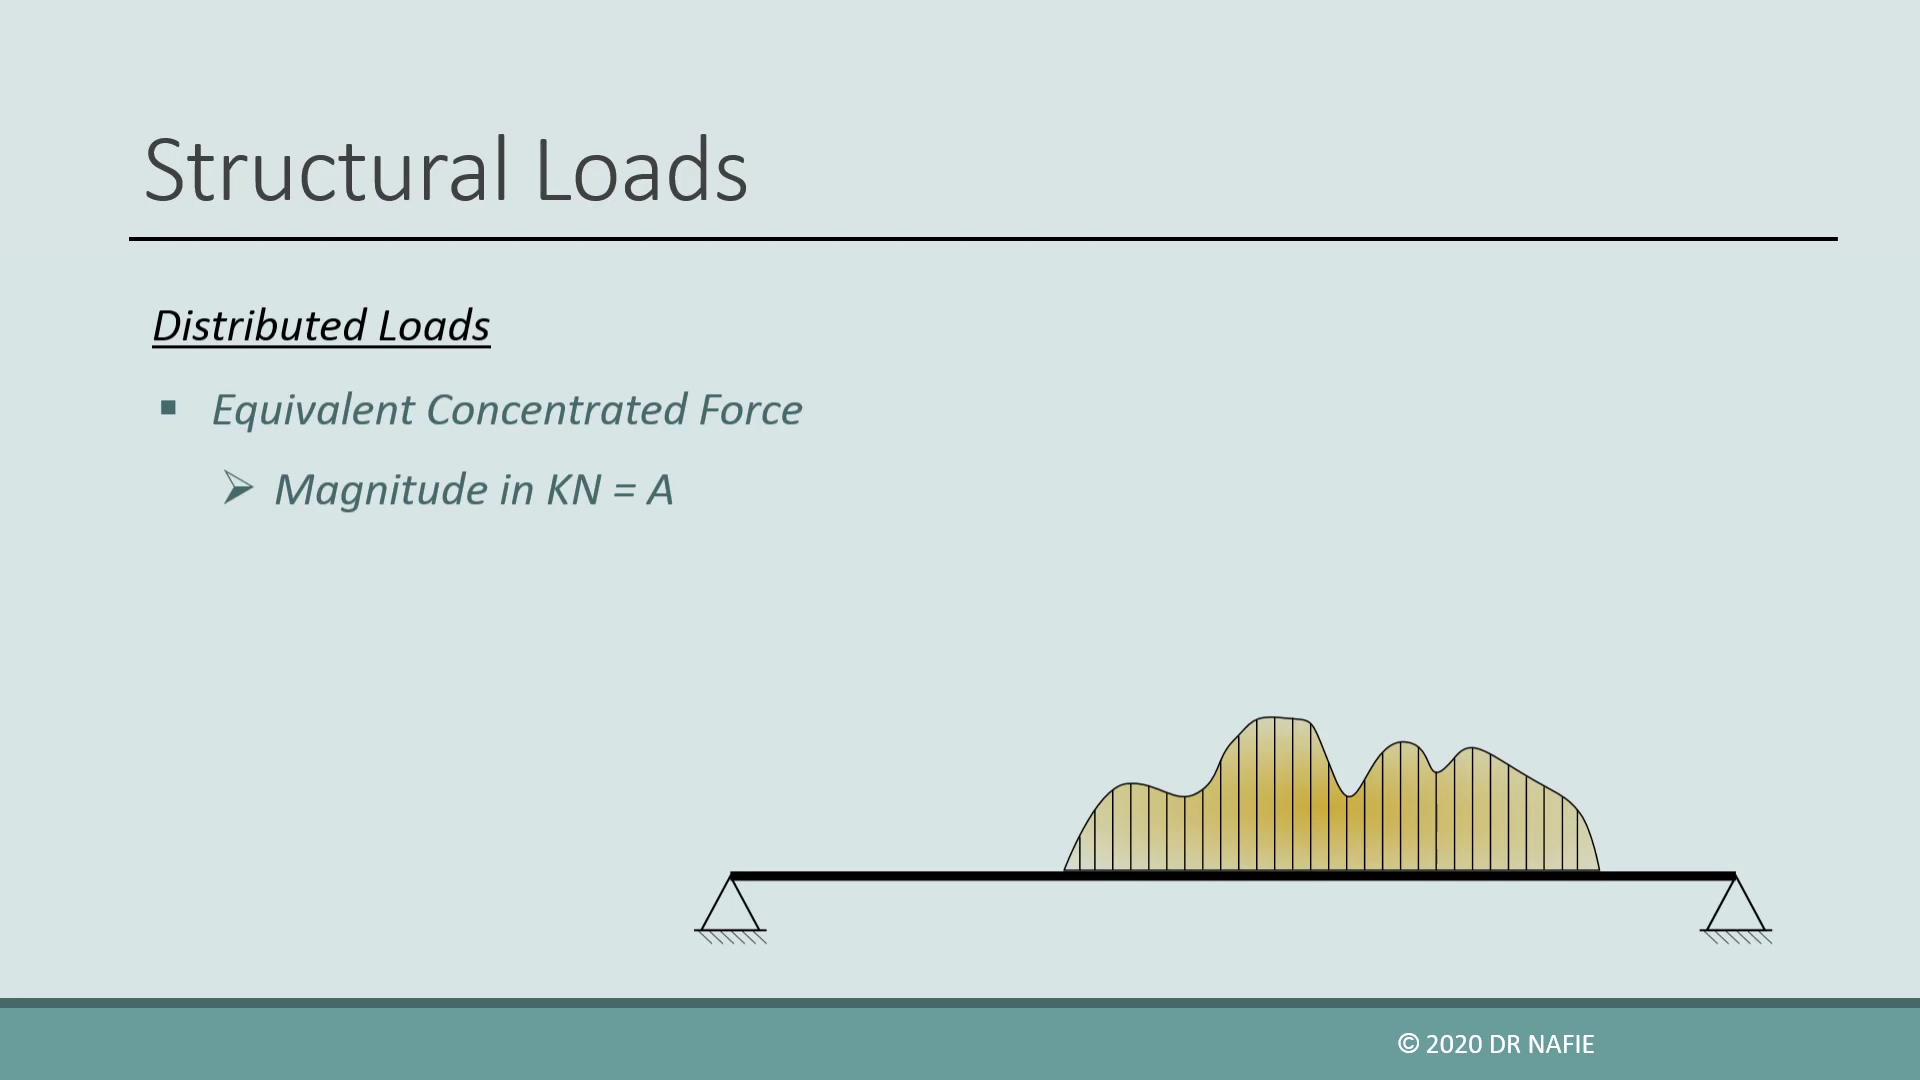 Structural Loads
Distributed Loads
▪ Equivalent Concentrated Force
➢ Magnitude in KN = A
© 2020 DR NAFIE